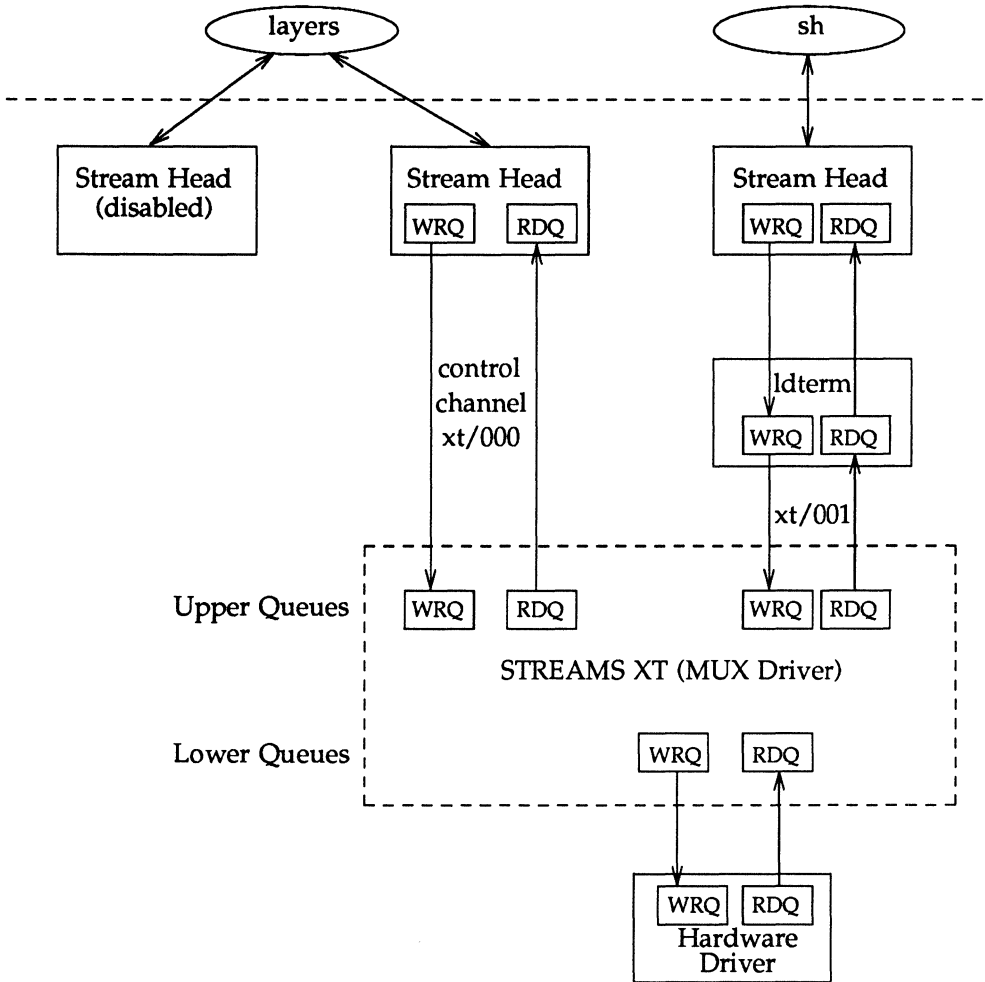 layers
sh
Stream Head
(disabled)
Stream Head
WRQ
RDQ
Stream Head
WRQ
RDQ
control
channel
xt/000
ldterm
WRQ
RDQ
xt/001
Upper Queues
WRQ
RDQ
WRQ
RDQ
STREAMS XT (MUX Driver)
Lower Queues
WRQ
RDQ
WRQ
RDQ
Hardware
Driver